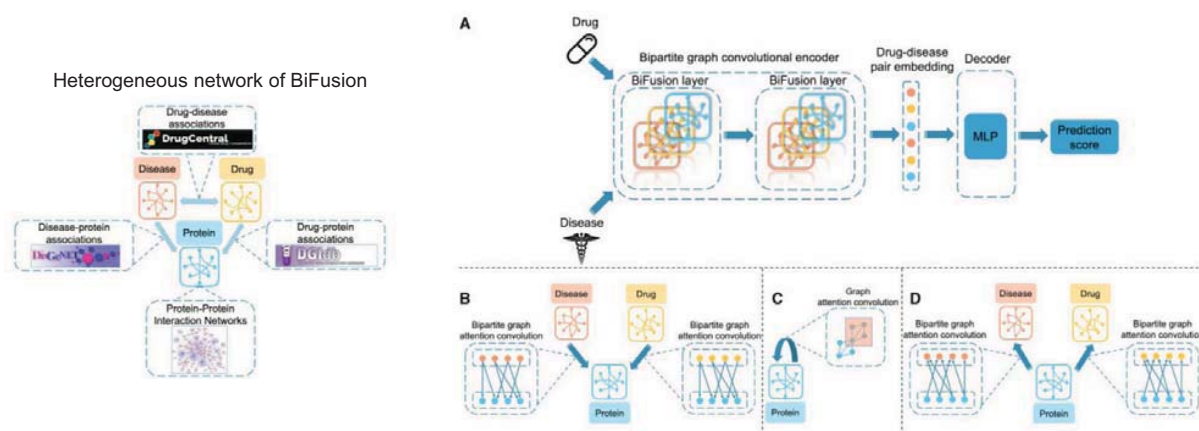 Heterogeneous network of BiFusion
Drug-disease
associations
DrugCentral
Disease
Drug
Disease-protein
associations
DisGeNET
Protein
Drug-protein
associations
DGIdb
Protein-Protein
Interaction Networks
A
Drug
Bipartite graph convolutional encoder
BiFusion layer
BiFusion layer
Drug-disease
pair embedding
Decoder
MLP
Prediction
score
Disease
B
Disease
Drug
Bipartite graph
attention convolution
Bipartite graph
attention convolution
Protein
C
Graph
attention convolution
Protein
D
Disease
Drug
Bipartite graph
attention convolution
Bipartite graph
attention convolution
Protein